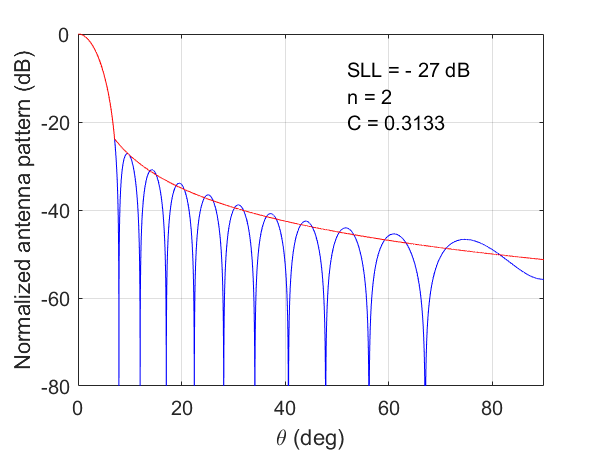 Normalized antenna pattern (dB)
0
-20
-40
-60
-80
SLL = - 27 dB
n = 2
C = 0.3133
0 20 40 60 80
θ (deg)